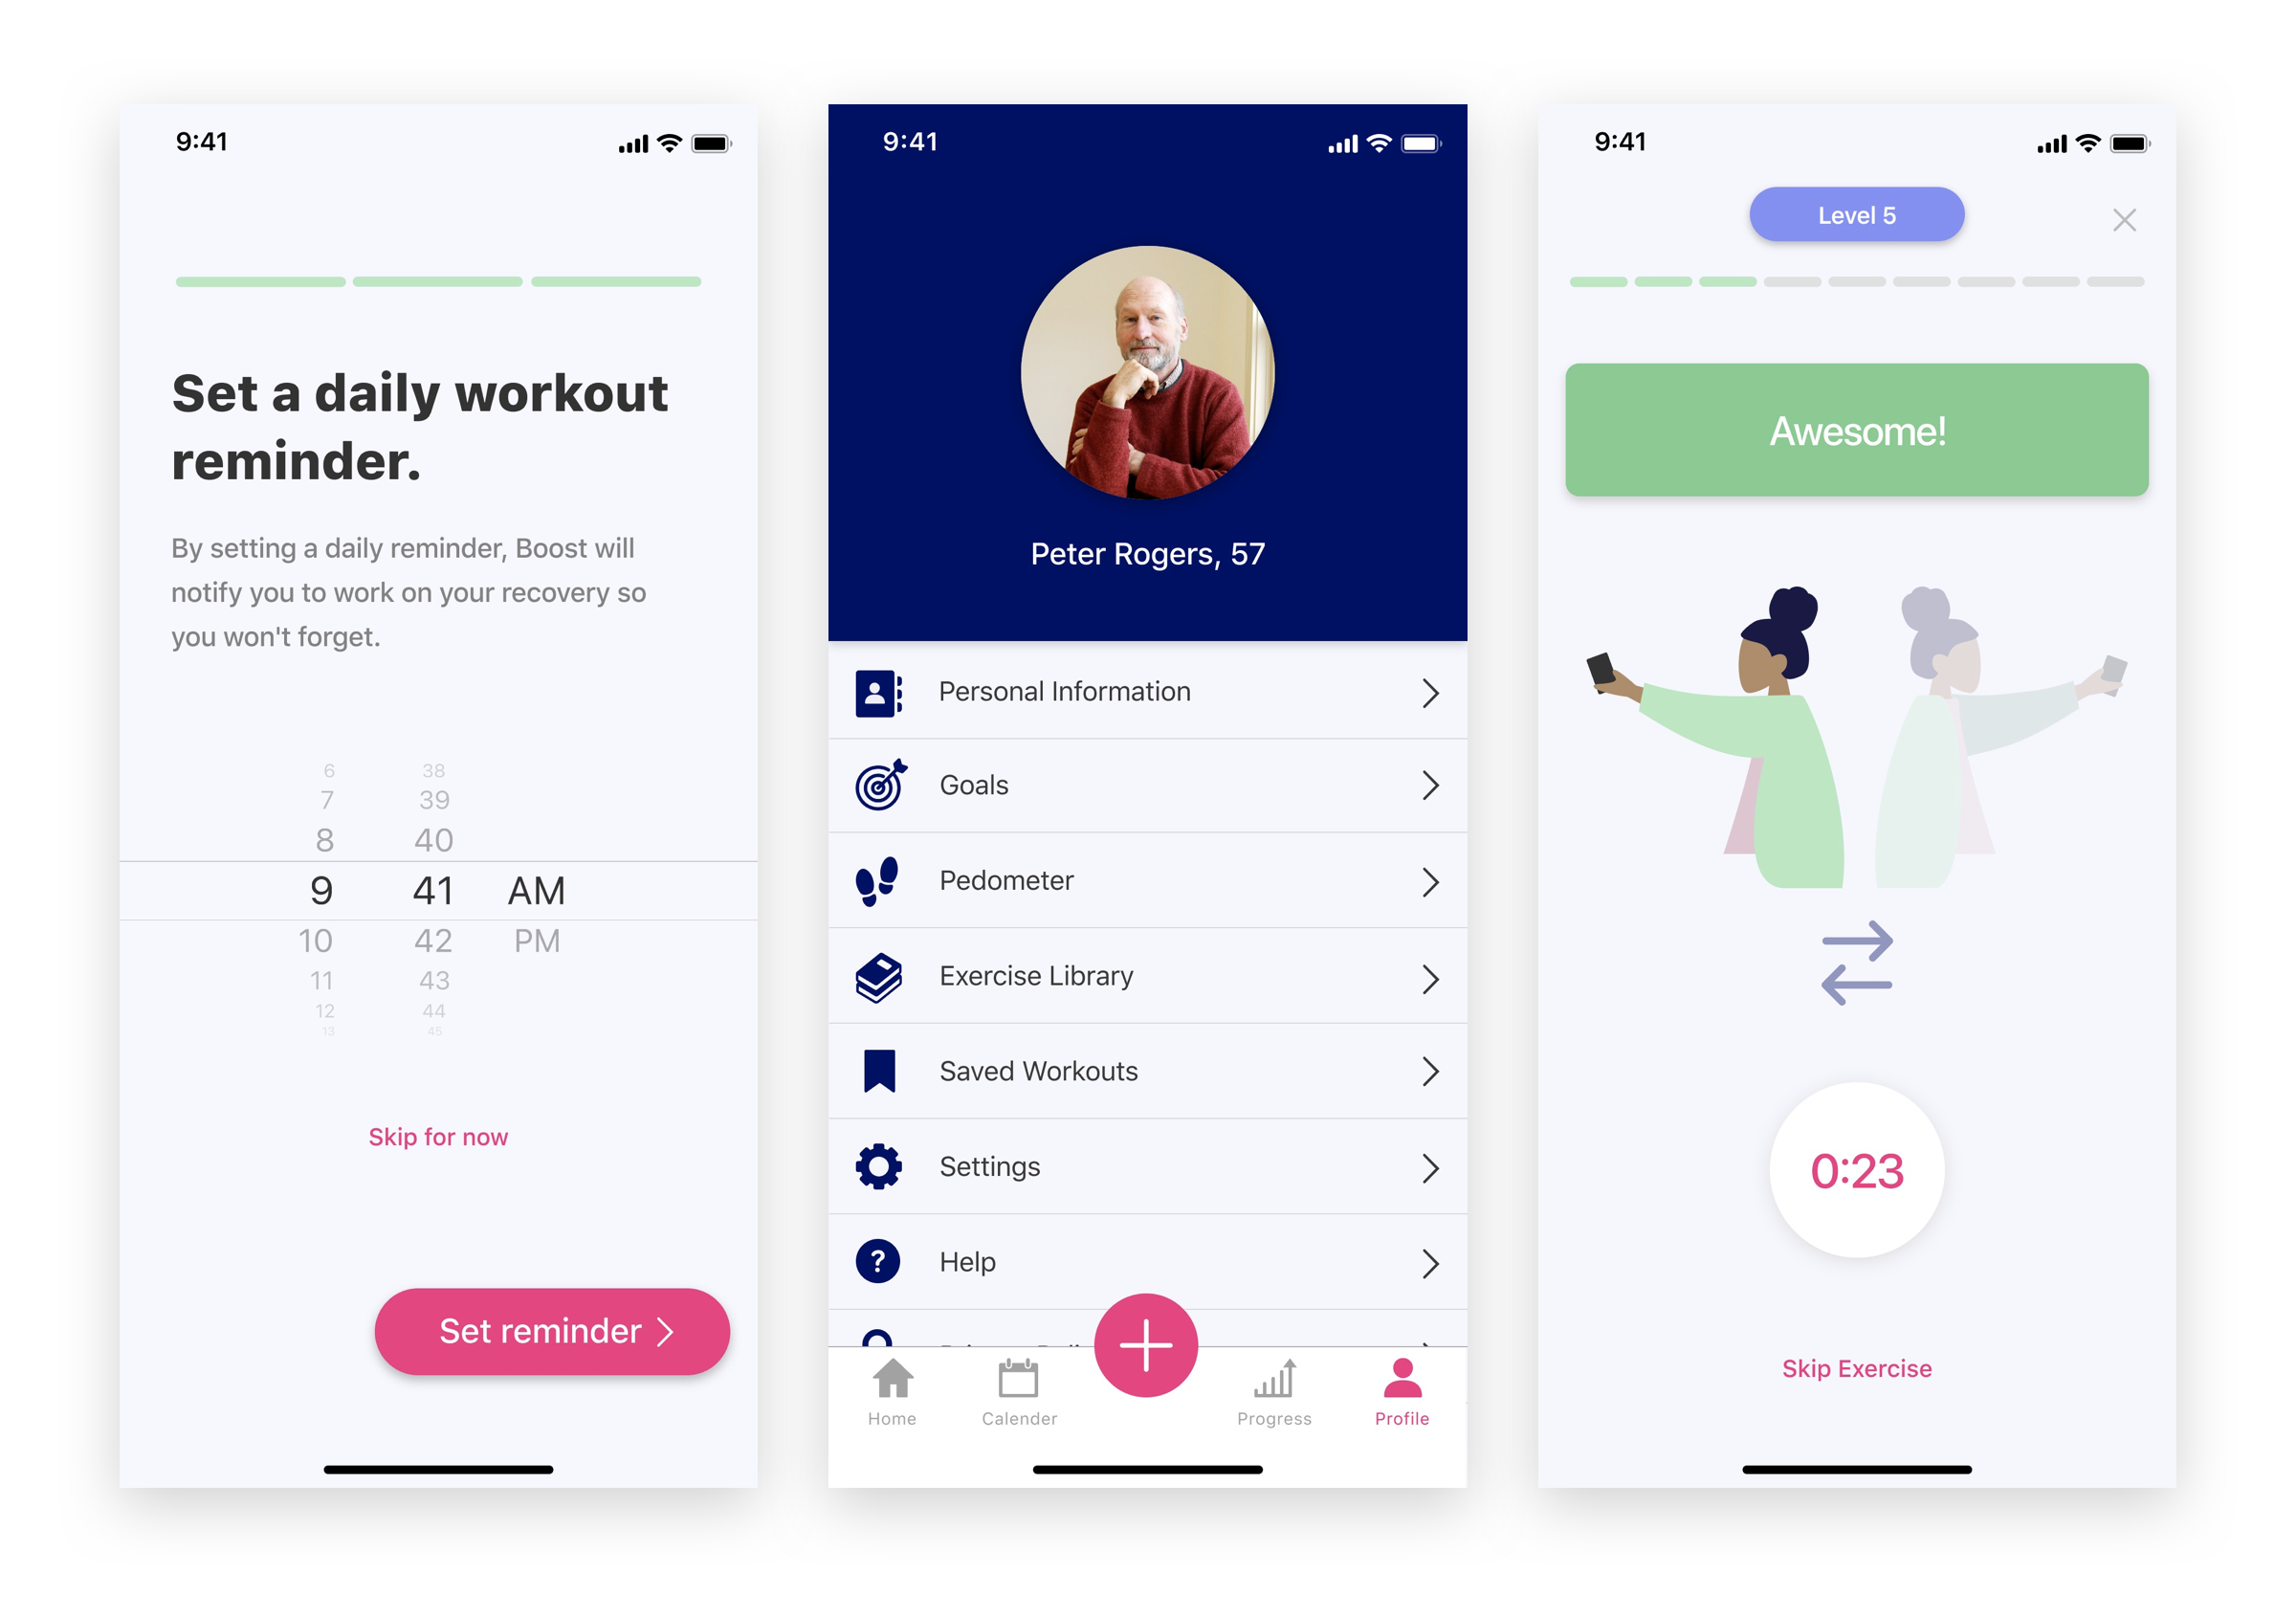 9:41
Set a daily workout
reminder.
By setting a daily reminder, Boost will
notify you to work on your recovery so
you won't forget.
6 38
7 39
8 40
9 41 AM
10 42 PM
11 43
12 44
13 45
Skip for now
Set reminder
9:41
Peter Rogers, 57
Personal Information
Goals
Pedometer
Exercise Library
Saved Workouts
Settings
? Help
Home Calender Progress Profile
9:41
Level 5
Awesome!
0:23
Skip Exercise